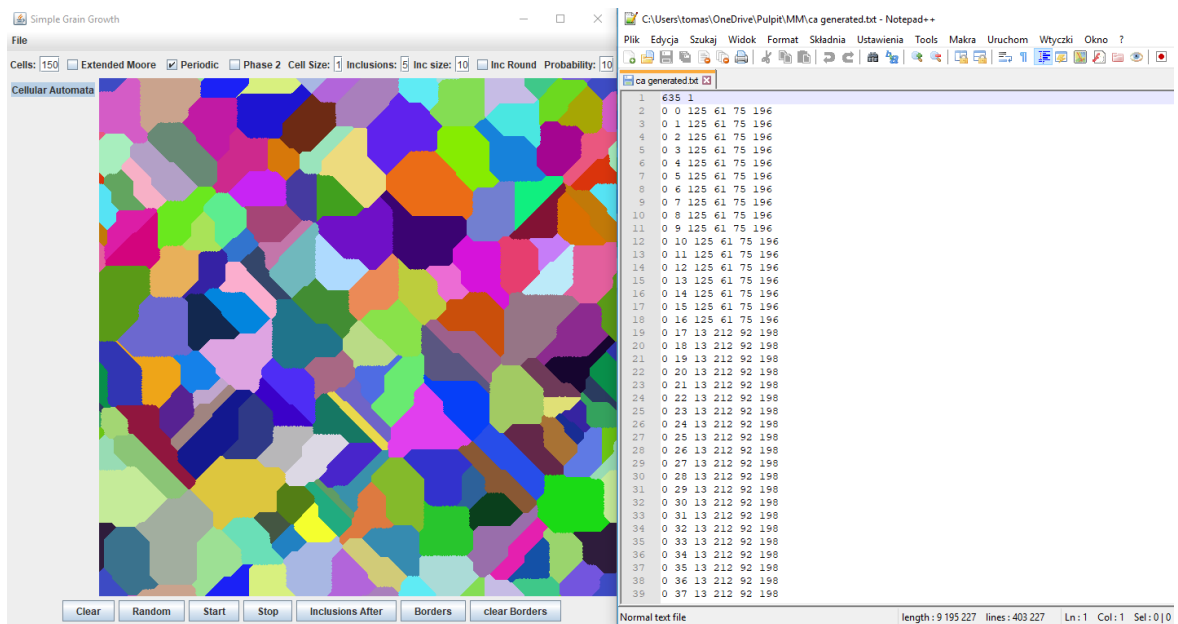 Simple Grain Growth
File
Cells: 150 Extended Moore Periodic Phase 2 Cell Size: 1 Inclusions: 5 Inc size: 10 Inc Round Probability: 10
Cellular Automata
Clear Random Start Stop Inclusions After Borders clear Borders
C:\Users\tomas\OneDrive\Pulpit\MM\ca generated.txt - Notepad++
Plik Edycja Szukaj Widok Format Składnia Ustawienia Tools Makra Uruchom Wtyczki Okno ?
ca generated.txt
1 635 1
2 0 0 125 61 75 196
3 0 1 125 61 75 196
4 0 2 125 61 75 196
5 0 3 125 61 75 196
6 0 4 125 61 75 196
7 0 5 125 61 75 196
8 0 6 125 61 75 196
9 0 7 125 61 75 196
10 0 8 125 61 75 196
11 0 9 125 61 75 196
12 0 10 125 61 75 196
13 0 11 125 61 75 196
14 0 12 125 61 75 196
15 0 13 125 61 75 196
16 0 14 125 61 75 196
17 0 15 125 61 75 196
18 0 16 125 61 75 196
19 0 17 13 212 92 198
20 0 18 13 212 92 198
21 0 19 13 212 92 198
22 0 20 13 212 92 198
23 0 21 13 212 92 198
24 0 22 13 212 92 198
25 0 23 13 212 92 198
26 0 24 13 212 92 198
27 0 25 13 212 92 198
28 0 26 13 212 92 198
29 0 27 13 212 92 198
30 0 28 13 212 92 198
31 0 29 13 212 92 198
32 0 30 13 212 92 198
33 0 31 13 212 92 198
34 0 32 13 212 92 198
35 0 33 13 212 92 198
36 0 34 13 212 92 198
37 0 35 13 212 92 198
38 0 36 13 212 92 198
39 0 37 13 212 92 198
Normal text file length : 9 195 227 lines : 403 227 Ln : 1 Col : 1 Sel : 0 | 0